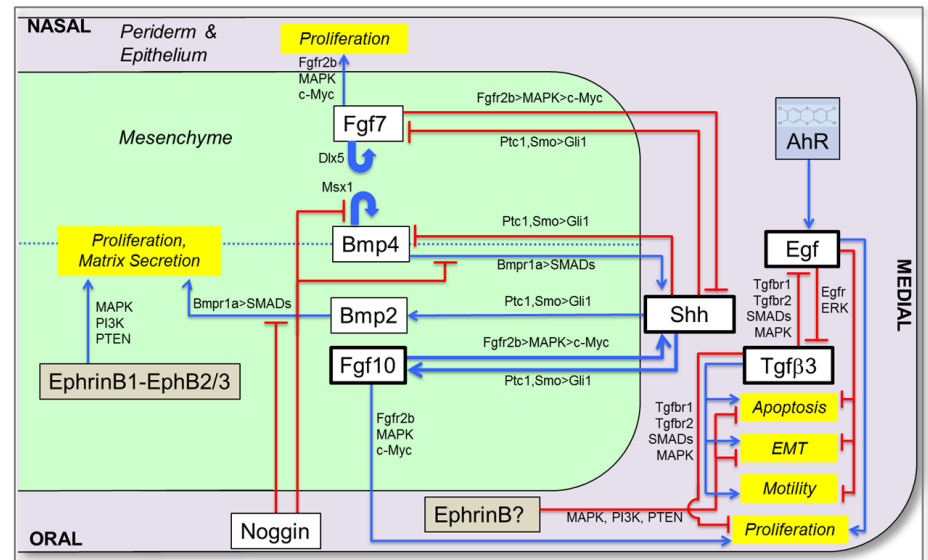 NASAL
Periderm &
Epithelium
Proliferation
Fgfr2b
MAPK
c-Myc
Fgfr2b>MAPK>c-Myc
Fgf7
Ptc1,Smo>Gli1
Mesenchyme
Dlx5
AhR
Msx1
Ptc1,Smo>Gli1
Proliferation,
Matrix Secretion
Bmp4
Egf
Bmpr1a>SMADs
MEDIAL
Tgfbr1
Tgfbr2
SMADs
MAPK
Egfr
ERK
MAPK
PI3K
PTEN
Bmpr1a>SMADs
Bmp2
Ptc1,Smo>Gli1
Shh
Fgfr2b>MAPK>c-Myc
Fgf10
Ptc1,Smo>Gli1
Tgfβ3
EphrinB1-EphB2/3
Fgfr2b
MAPK
c-Myc
Tgfbr1
Tgfbr2
SMADs
MAPK
Apoptosis
EMT
Motility
EphrinB?
MAPK, PI3K, PTEN
Proliferation
Noggin
ORAL